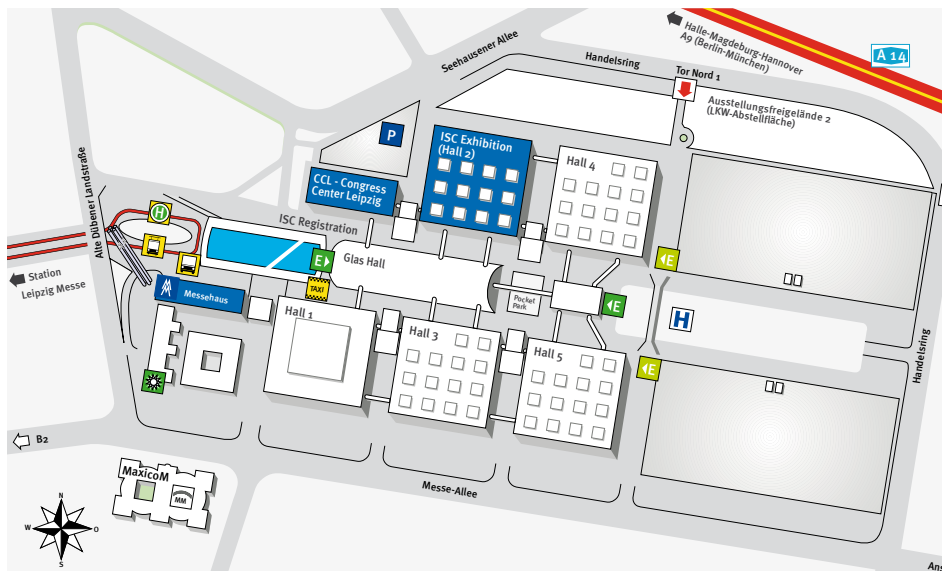 Seehausener Allee
Handelsring
Halle-Magdeburg-Hannover
A9 (Berlin-München)
A 14
Tor Nord 1
Ausstellungsfreigelände 2
(LKW-Abstellfläche)
P
ISC Exhibition
(Hall 2)
Hall 4
CCL - Congress
Center Leipzig
Alte Dübener Landstraße
H
ISC Registration
E
Glas Hall
E
Station
Leipzig Messe
Messehaus
TAXI
Pocket
Park
E
H
Hall 1
Hall 3
Hall 5
E
Handelsring
B2
MaxicoM
MM
Messe-Allee
N
W
O
S
Ans